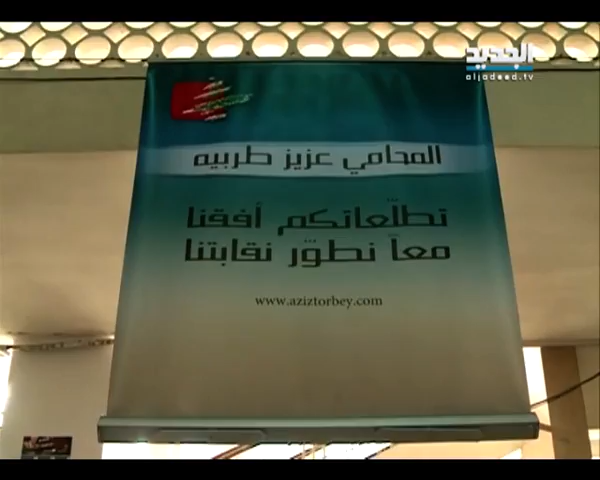 الجديد
aljadeed.tv
المحامي عزيز طربيه
تطلّعاتكم أفقنا
معاً نطوّر نقابتنا
www.aziztorbey.com